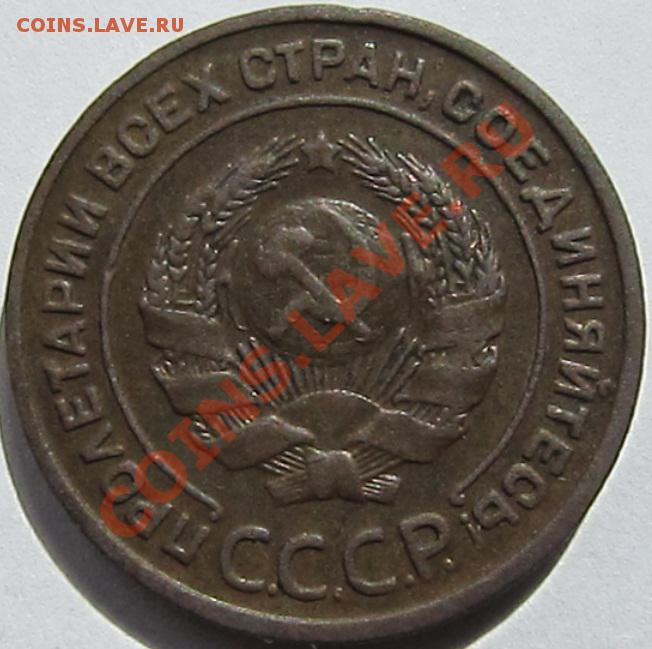 COINS.LAVE.RU
ПРОЛЕТАРИИ ВСЕХ СТРАН, СОЕДИНЯЙТЕСЬ
С.С.С.Р.
COINS.LAVE.RU